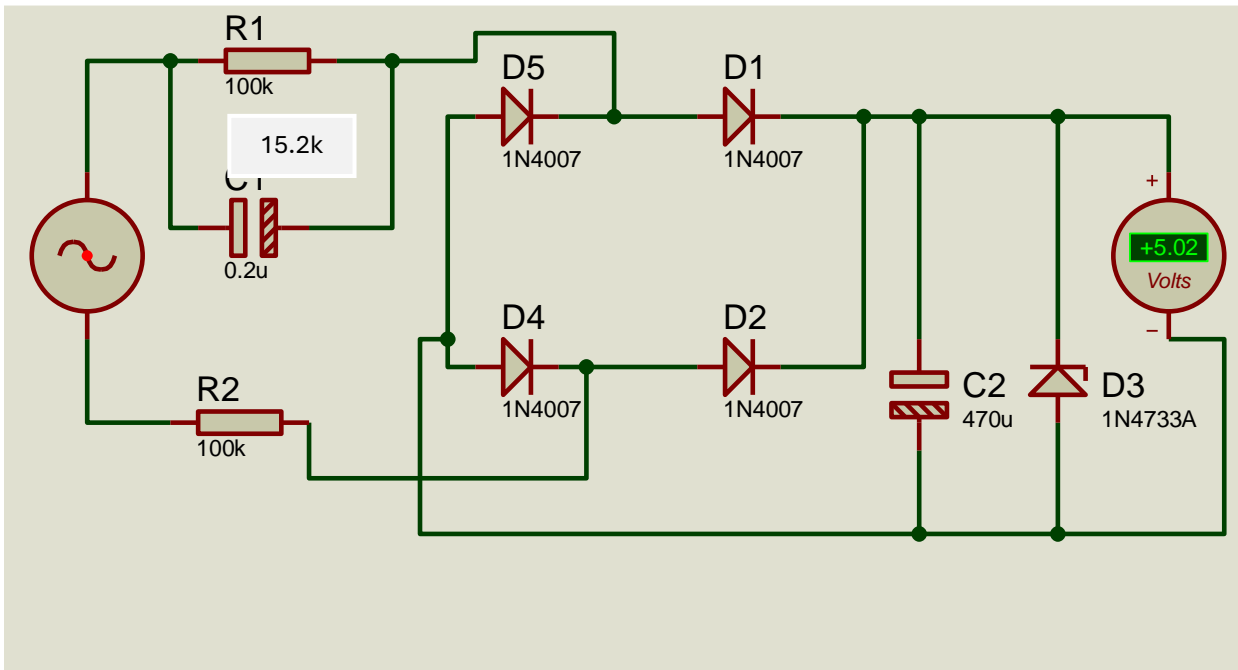 R1
100k
15.2k
C1
0.2u
D5
1N4007
D1
1N4007
+
+5.02
Volts
−
D4
1N4007
D2
1N4007
R2
100k
C2
470u
D3
1N4733A